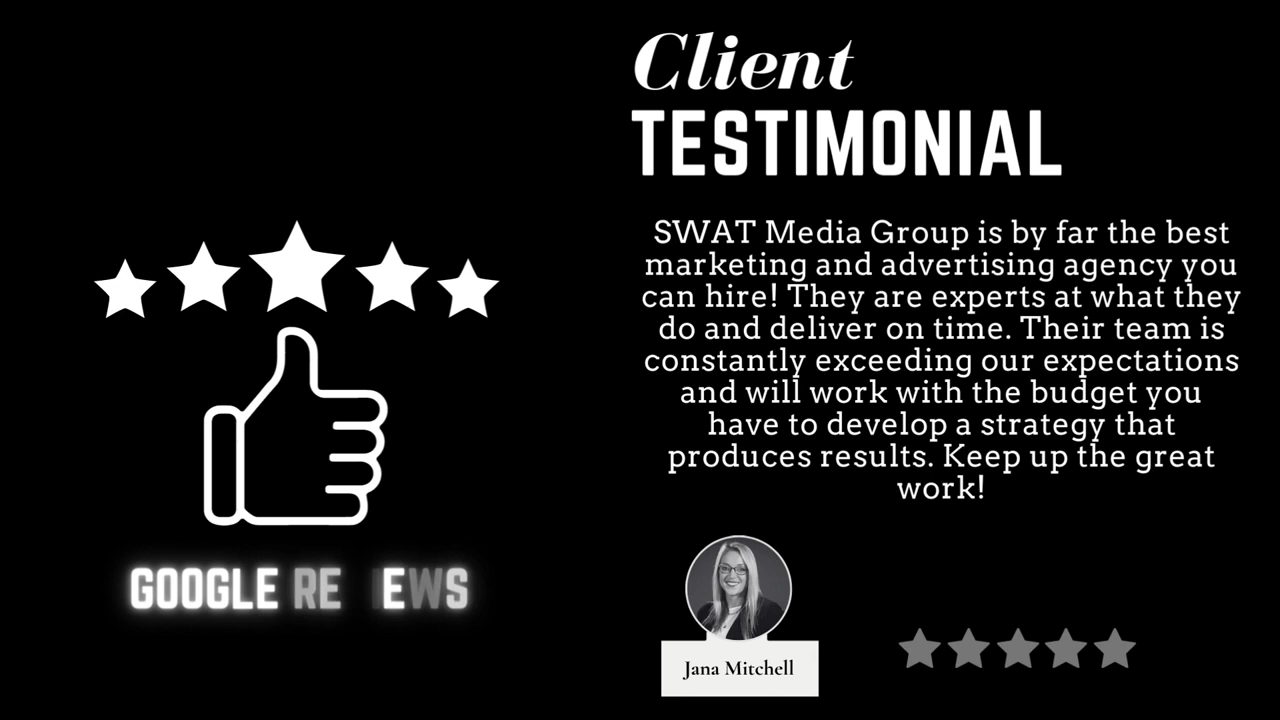 Client
TESTIMONIAL
SWAT Media Group is by far the best
marketing and advertising agency you
can hire! They are experts at what they
do and deliver on time. Their team is
constantly exceeding our expectations
and will work with the budget you
have to develop a strategy that
produces results. Keep up the great
work!
GOOGLE RE EWS
Jana Mitchell